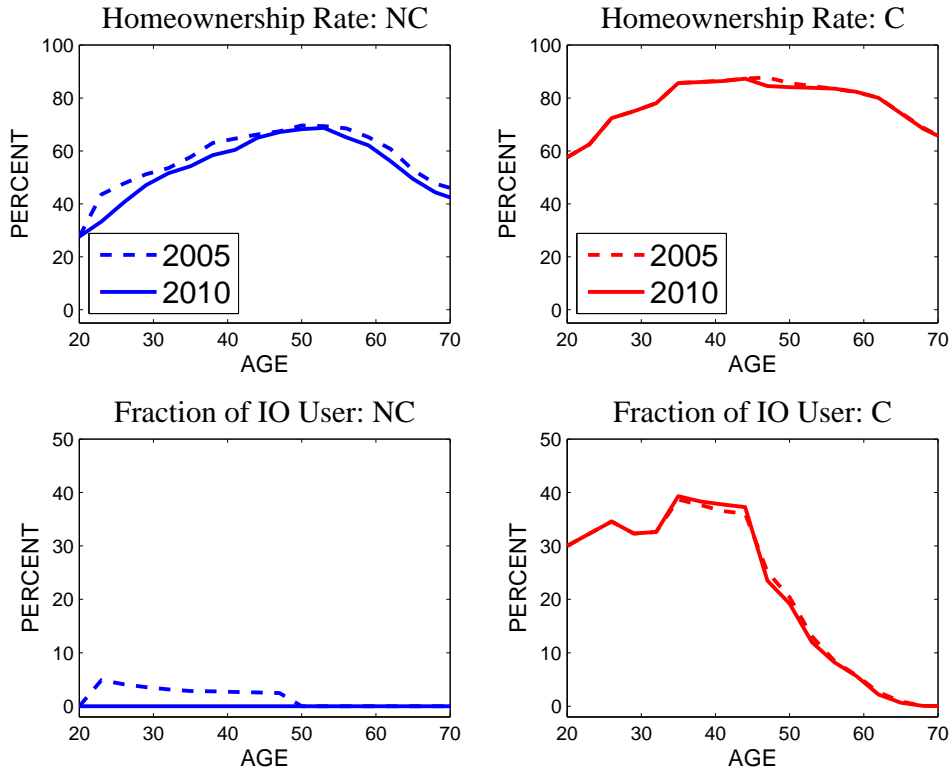 Homeownership Rate: NC
100
80
60
40
20
0
PERCENT
2005
2010
20 30 40 50 60 70
AGE
Homeownership Rate: C
100
80
60
40
20
0
PERCENT
2005
2010
20 30 40 50 60 70
AGE
Fraction of IO User: NC
50
40
30
20
10
0
PERCENT
20 30 40 50 60 70
AGE
Fraction of IO User: C
50
40
30
20
10
0
PERCENT
20 30 40 50 60 70
AGE